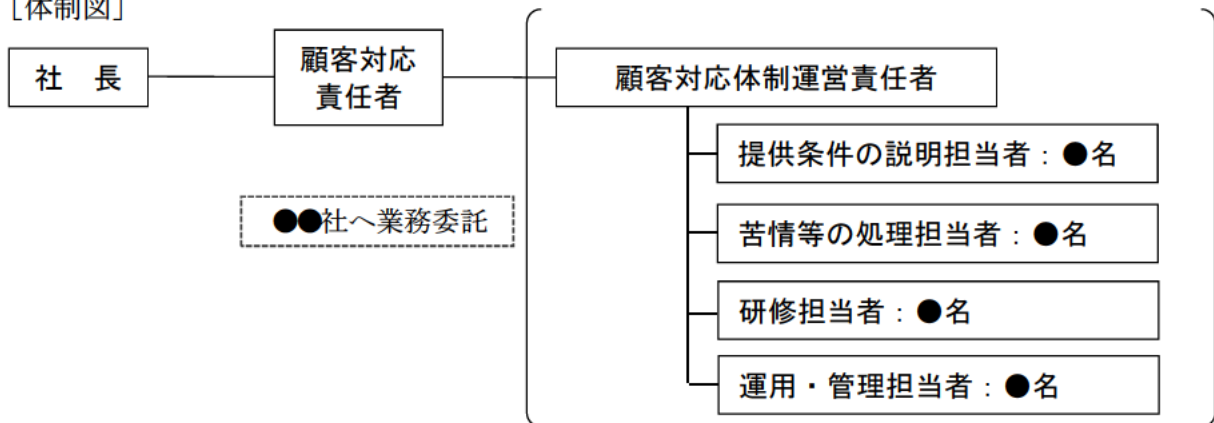 ［体制図］
社　長
顧客対応
責任者
顧客対応体制運営責任者
提供条件の説明担当者：●名
●●社へ業務委託
苦情等の処理担当者：●名
研修担当者：●名
運用・管理担当者：●名